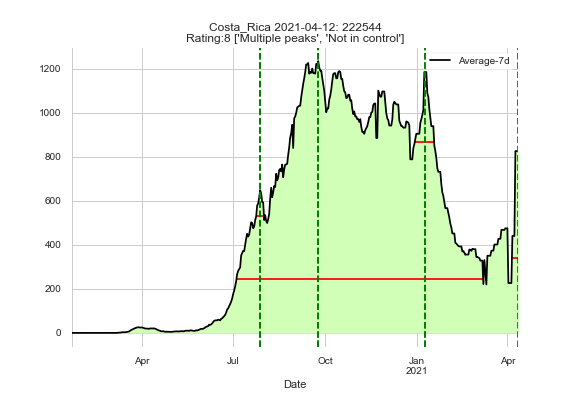 Costa_Rica 2021-04-12: 222544
Rating:8 ['Multiple peaks', 'Not in control']
Average-7d
1200
1000
800
600
400
200
0
Apr
Jul
Oct
Jan
2021
Apr
Date